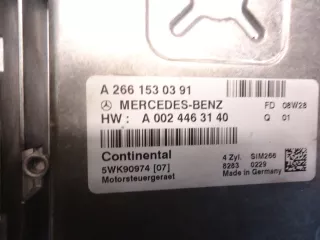 A 266 153 03 91
MERCEDES-BENZ FD 08W28
HW : A 002 446 31 40 Q 01
Continental 4 Zyl. SIM266
5WK90974 [07] 6263 0229
Motorsteuergeraet Made in Germany